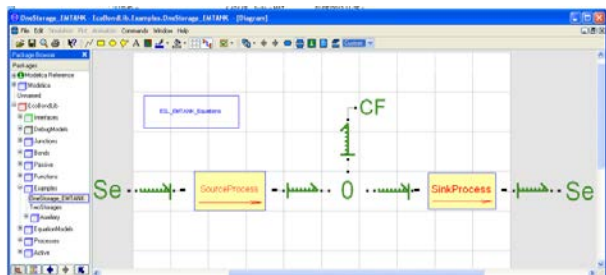 OneStorage_EMTANK - EcoBondLib.Examples.OneStorage_EMTANK - [Diagram]
File Edit Simulation Plot Animation Commands Window Help
Package Browser
Packages
Modelica Reference
Modelica
Unnamed
EcoBondLib
Interfaces
DebugModels
Junctions
Bonds
Passive
Functions
Examples
OneStorage_EMTANK
TwoStorages
Auxiliary
EquationModels
Processes
Active
ESL_EMTANK_Equations
CF
1
Se SourceProcess 0 SinkProcess Se